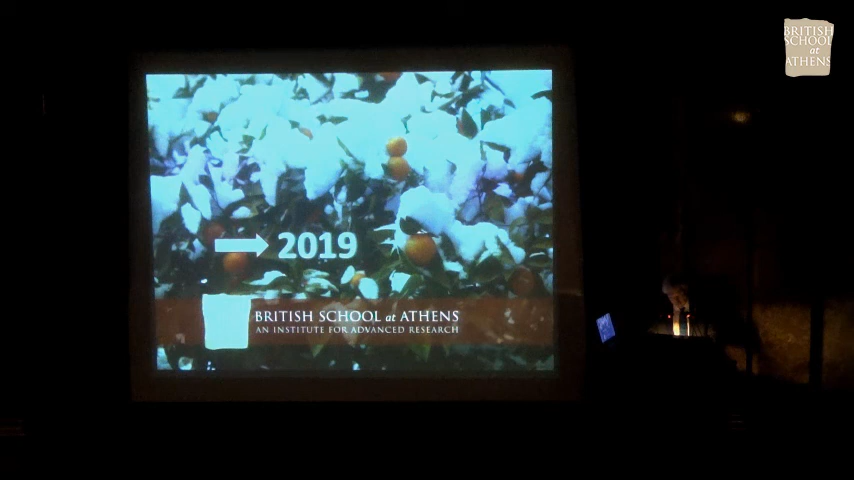 BRITISH
SCHOOL
at
ATHENS
2019
BRITISH SCHOOL at ATHENS
AN INSTITUTE FOR ADVANCED RESEARCH